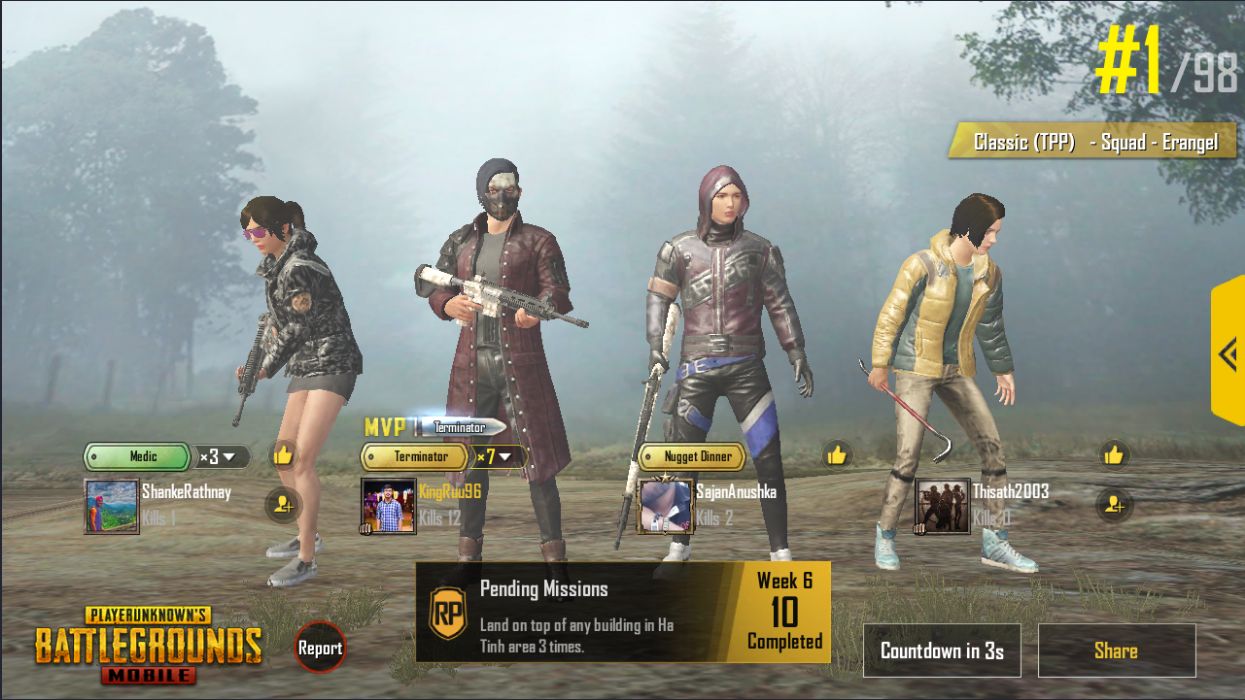 #1/98
Classic (TPP) - Squad - Erangel
MVP Terminator
Medic ×3
Terminator ×7
Nugget Dinner
ShankeRathnay
Kills 1
KingRuu96
Kills 12
SajanAnushka
Kills 2
Thisath2003
Kills 0
RP
Pending Missions
Land on top of any building in Ha
Tinh area 3 times.
Week 6
10
Completed
PLAYERUNKNOWN'S
BATTLEGROUNDS
MOBILE
Report
Countdown in 3s
Share